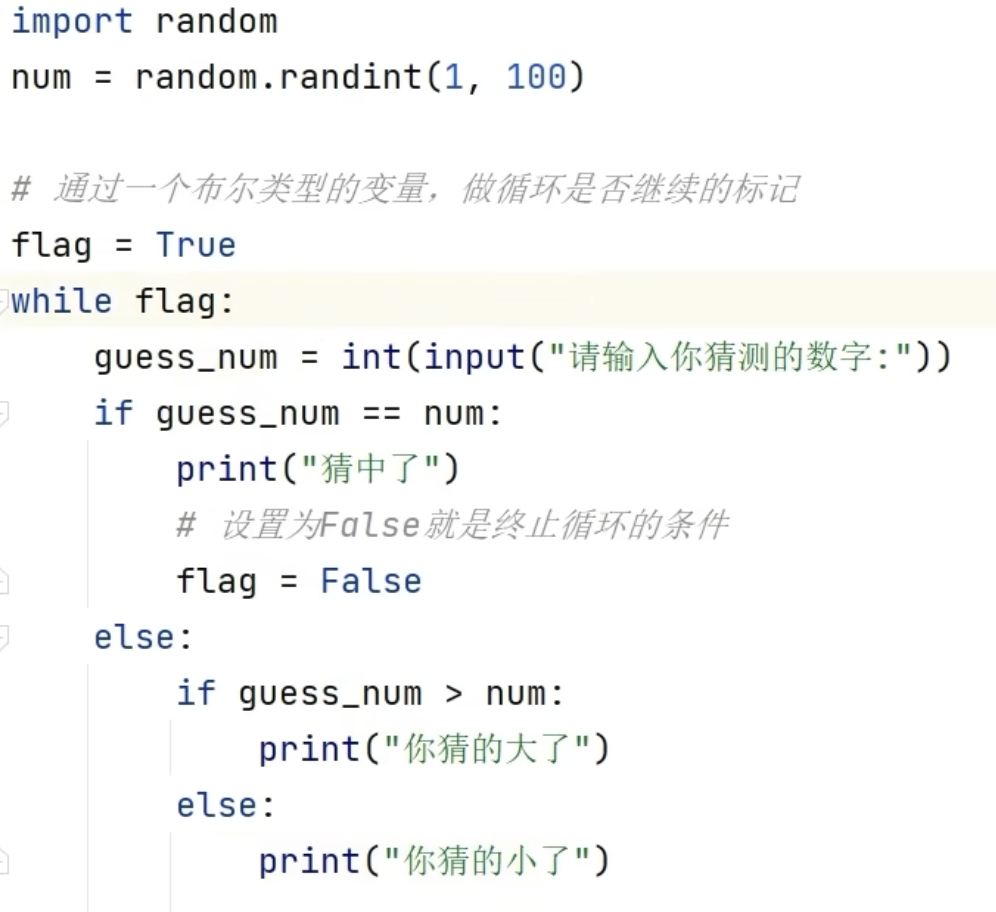 import random
num = random.randint(1, 100)
# 通过一个布尔类型的变量，做循环是否继续的标记
flag = True
while flag:
    guess_num = int(input("请输入你猜测的数字:"))
    if guess_num == num:
        print("猜中了")
        # 设置为False就是终止循环的条件
        flag = False
    else:
        if guess_num > num:
            print("你猜的大了")
        else:
            print("你猜的小了")